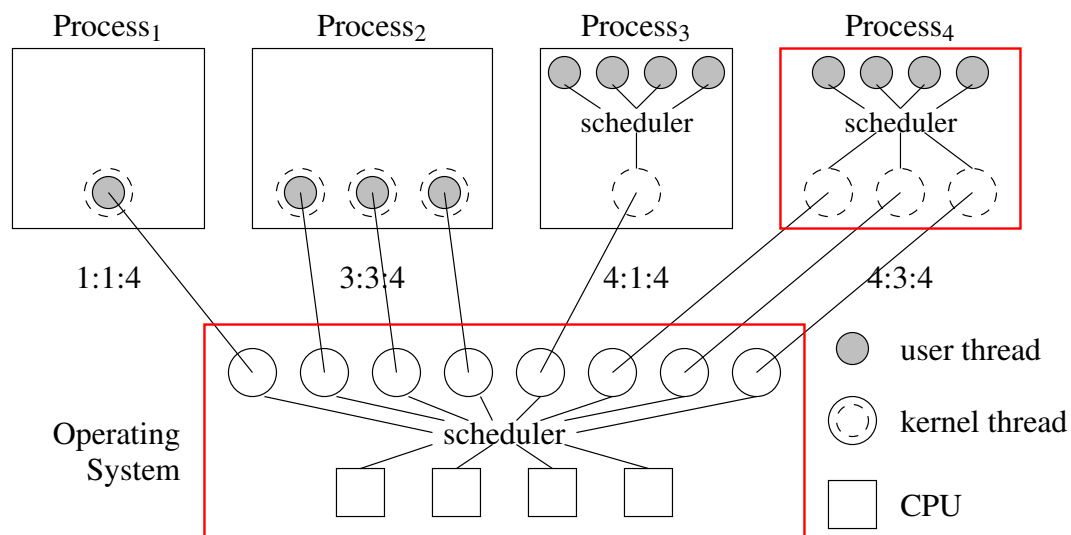 Process1 Process2 Process3 Process4
scheduler scheduler
1:1:4 3:3:4 4:1:4 4:3:4
user thread
kernel thread
Operating
System
scheduler
CPU